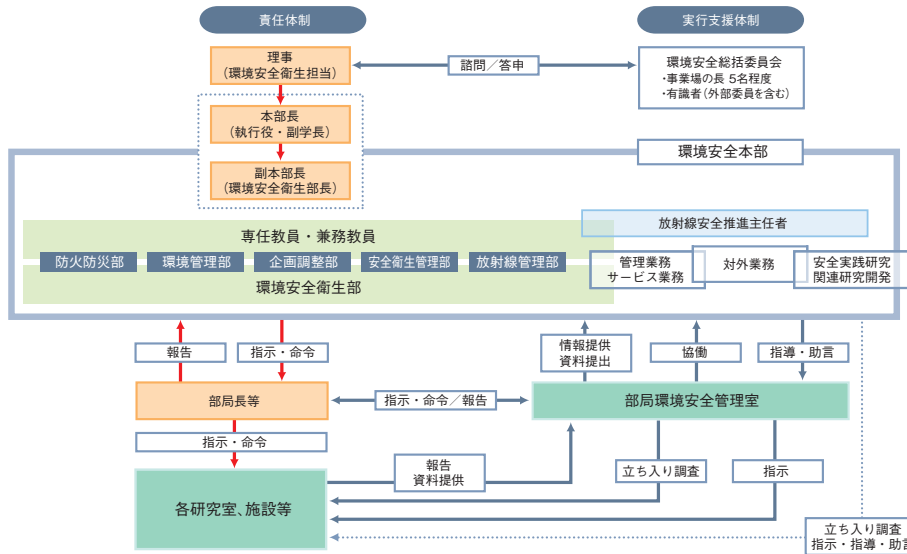 責任体制
実行支援体制
理事
(環境安全衛生担当)
諮問／答申
環境安全総括委員会
・事業場の長 5名程度
・有識者(外部委員を含む)
本部長
(執行役・副学長)
環境安全本部
副本部長
(環境安全衛生部長)
放射線安全推進主任者
専任教員・兼務教員
防火防災部
環境管理部
企画調整部
安全衛生管理部
放射線管理部
環境安全衛生部
管理業務
サービス業務
対外業務
安全実践研究
関連研究開発
報告
指示・命令
情報提供
資料提出
協働
指導・助言
部局長等
指示・命令／報告
部局環境安全管理室
指示・命令
報告
資料提供
立ち入り調査
指示
各研究室、施設等
立ち入り調査
指示・指導・助言